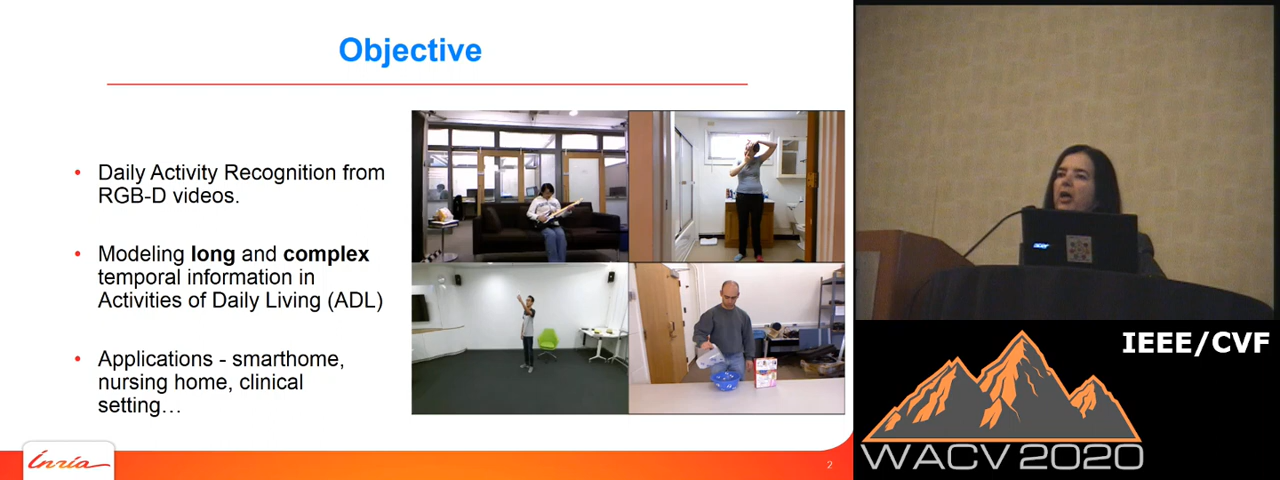 Objective
• Daily Activity Recognition from
RGB-D videos.
• Modeling long and complex
temporal information in
Activities of Daily Living (ADL)
• Applications - smarthome,
nursing home, clinical
setting…
Inria
2
acer
IEEE/CVF
WACV 2020